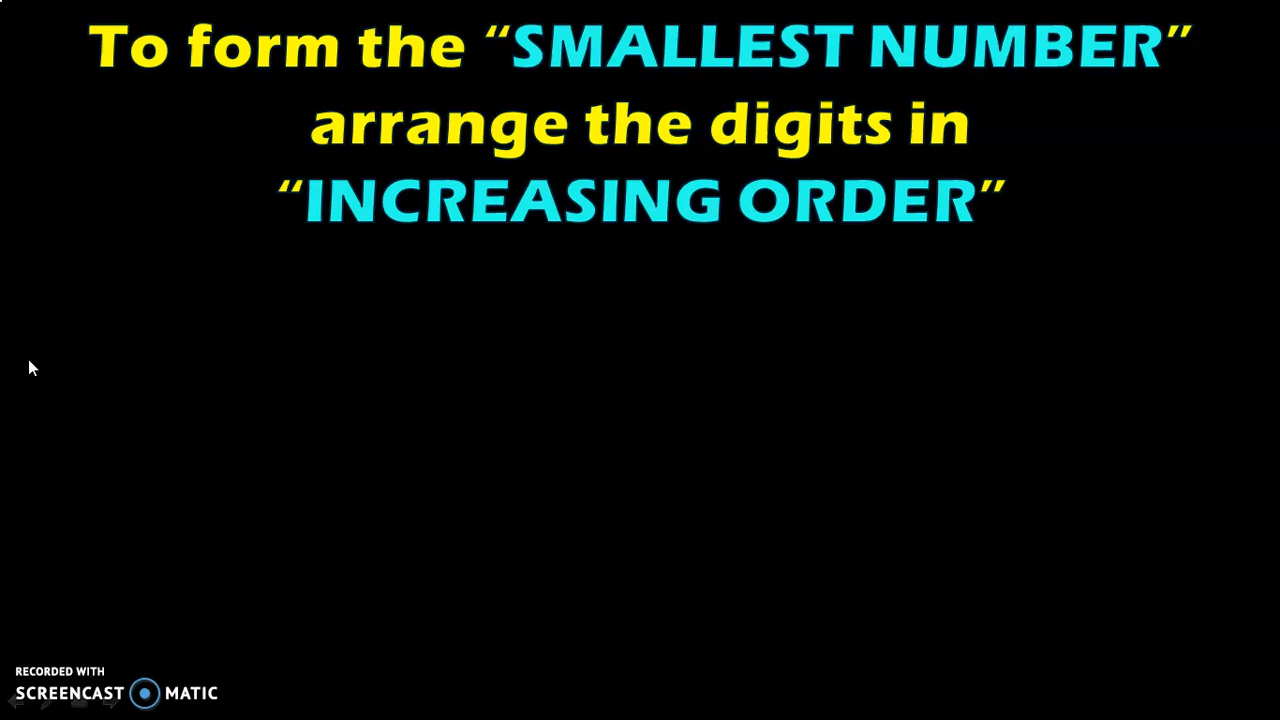 To form the “SMALLEST NUMBER”
arrange the digits in
“INCREASING ORDER”
RECORDED WITH
SCREENCAST MATIC